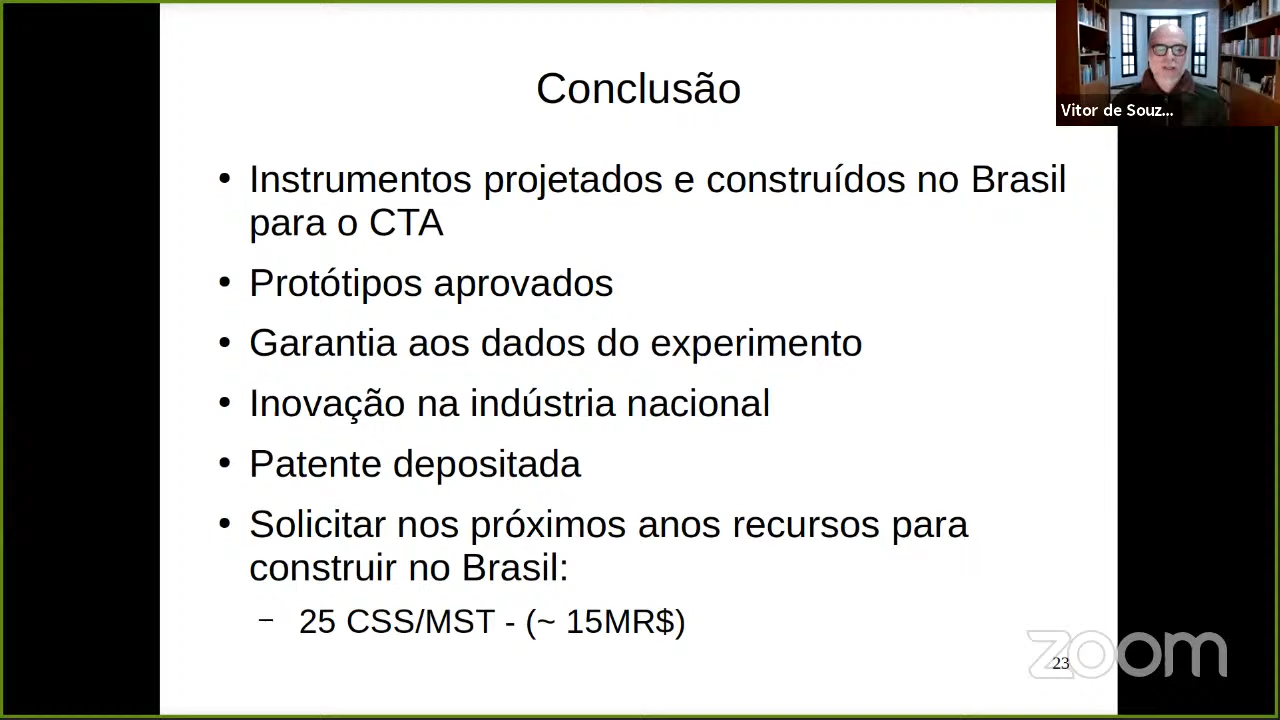 Conclusão
Vitor de Souz...
• Instrumentos projetados e construídos no Brasil
para o CTA
• Protótipos aprovados
• Garantia aos dados do experimento
• Inovação na indústria nacional
• Patente depositada
• Solicitar nos próximos anos recursos para
construir no Brasil:
– 25 CSS/MST - (~ 15MR$)
zoom
23